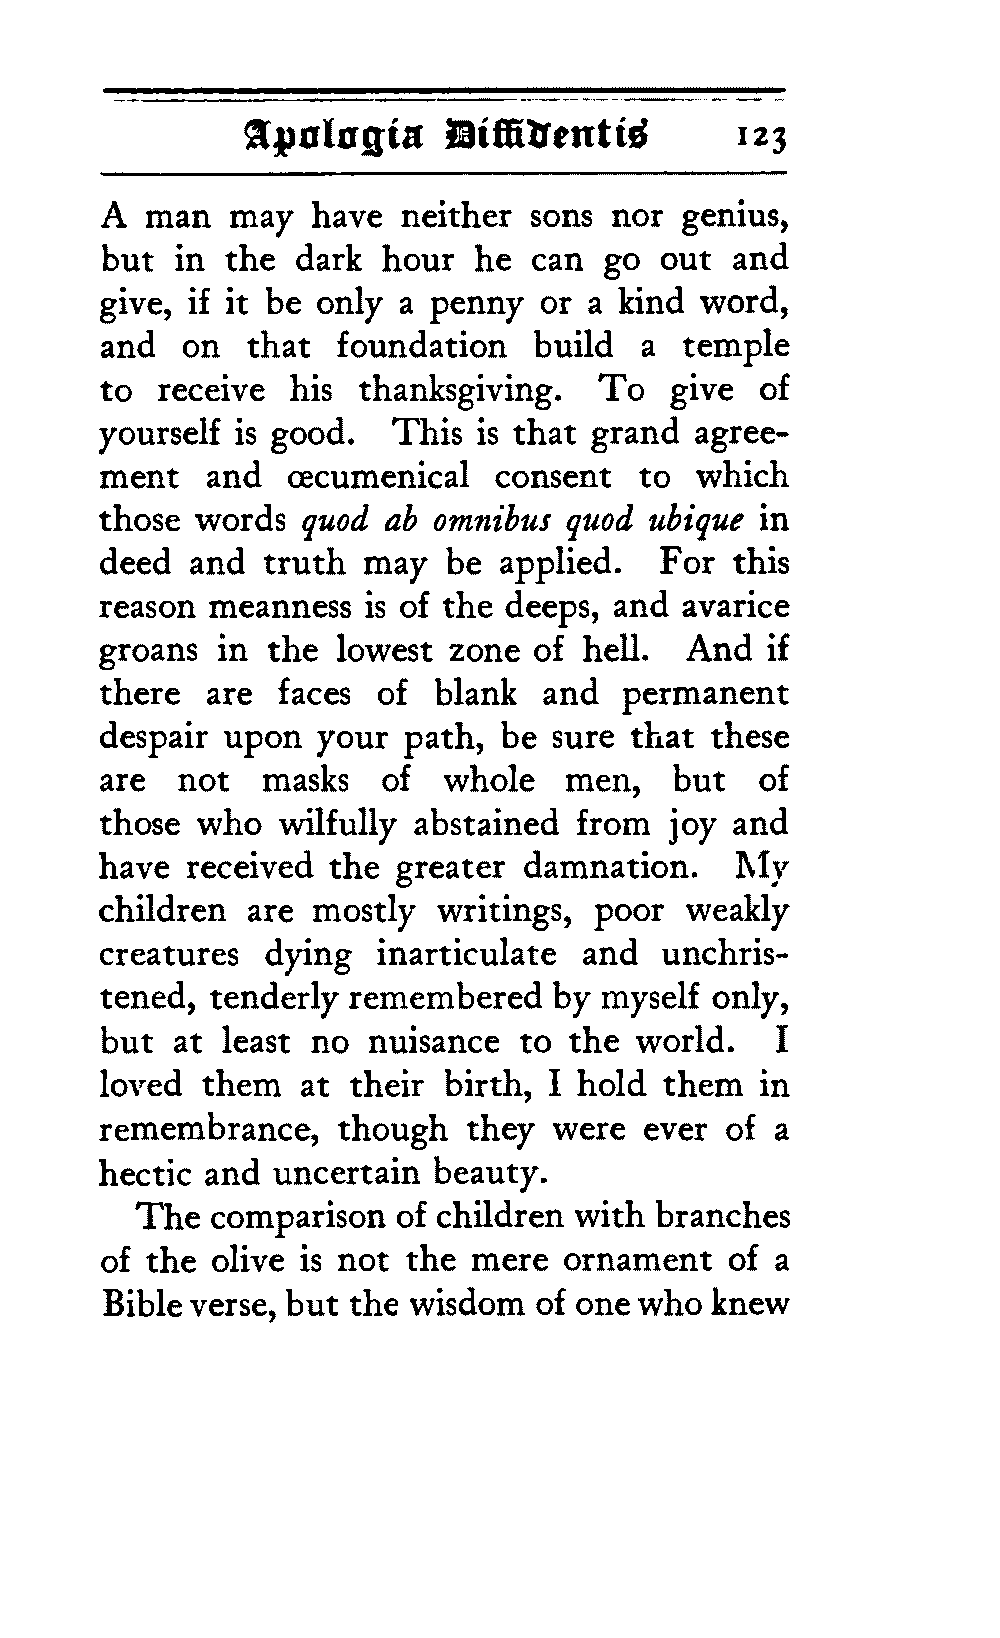 Apologia Diffidentis 123
A man may have neither sons nor genius,
but in the dark hour he can go out and
give, if it be only a penny or a kind word,
and on that foundation build a temple
to receive his thanksgiving. To give of
yourself is good. This is that grand agree-
ment and œcumenical consent to which
those words quod ab omnibus quod ubique in
deed and truth may be applied. For this
reason meanness is of the deeps, and avarice
groans in the lowest zone of hell. And if
there are faces of blank and permanent
despair upon your path, be sure that these
are not masks of whole men, but of
those who wilfully abstained from joy and
have received the greater damnation. My
children are mostly writings, poor weakly
creatures dying inarticulate and unchris-
tened, tenderly remembered by myself only,
but at least no nuisance to the world. I
loved them at their birth, I hold them in
remembrance, though they were ever of a
hectic and uncertain beauty.
The comparison of children with branches
of the olive is not the mere ornament of a
Bible verse, but the wisdom of one who knew